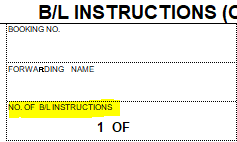 B/L INSTRUCTIONS (
BOOKING NO.
FORWARDING NAME
NO. OF B/L INSTRUCTIONS
1 OF